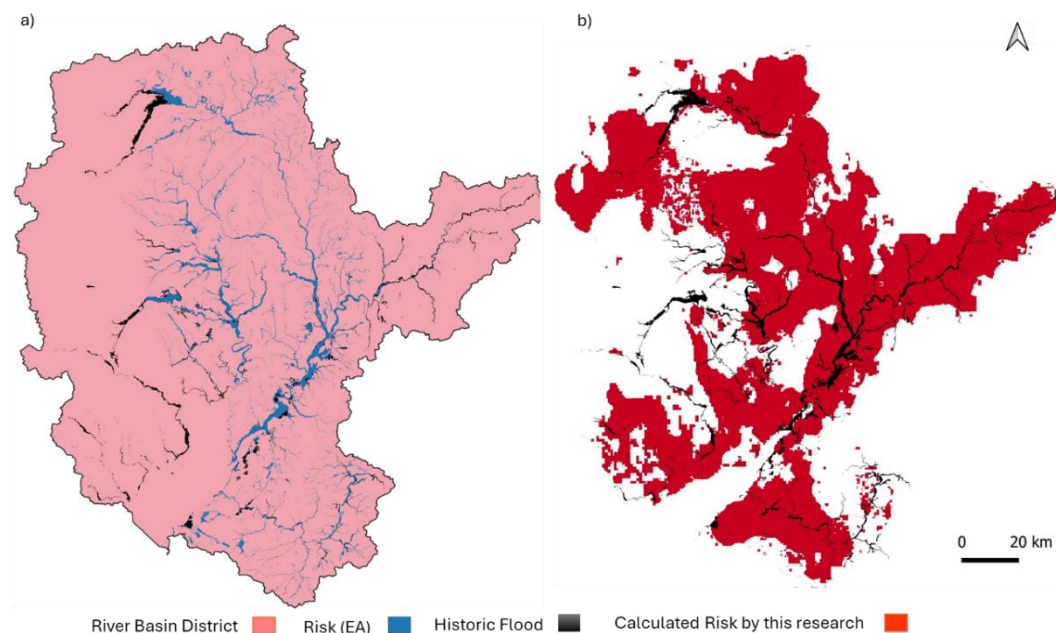 a)
b)
0 20 km
River Basin District Risk (EA) Historic Flood Calculated Risk by this research